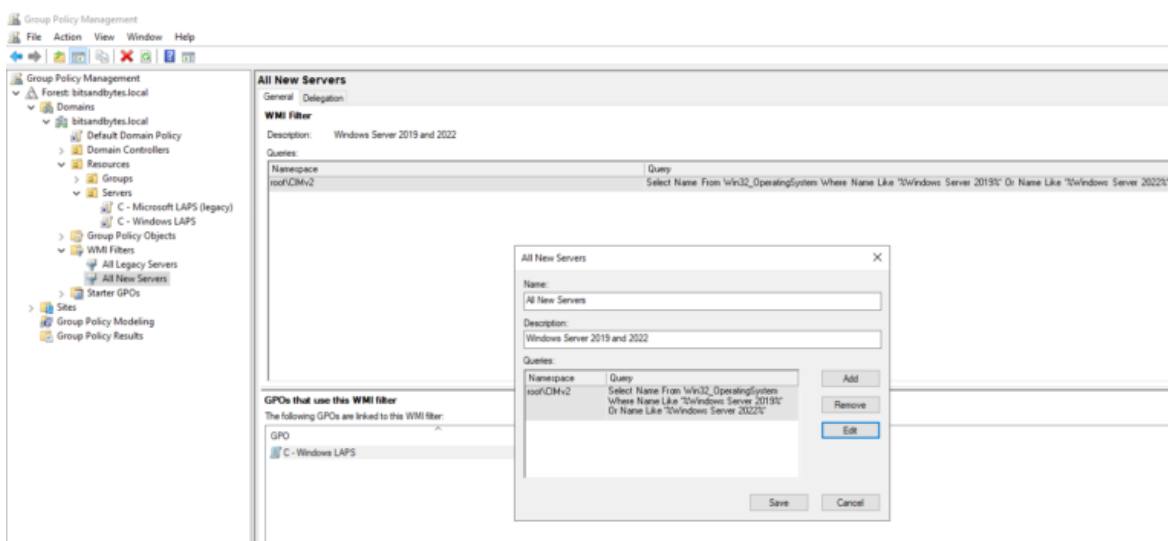 Group Policy Management
File Action View Window Help
Group Policy Management
Forest: bitsandbytes.local
Domains
bitsandbytes.local
Default Domain Policy
Domain Controllers
Resources
Groups
Servers
C - Microsoft LAPS (legacy)
C - Windows LAPS
Group Policy Objects
WMI Filters
All Legacy Servers
All New Servers
Starter GPOs
Sites
Group Policy Modeling
Group Policy Results
All New Servers
General Delegation
WMI Filter
Description: Windows Server 2019 and 2022
Queries:
Namespace Query
root\CIMv2 Select Name From Win32_OperatingSystem Where Name Like "%Windows Server 2019%" Or Name Like "%Windows Server 2022%
GPOs that use this WMI filter
The following GPOs are linked to this WMI filter:
GPO
C - Windows LAPS
All New Servers
Name:
All New Servers
Description:
Windows Server 2019 and 2022
Queries:
Namespace Query
root\CIMv2 Select Name From Win32_OperatingSystem
Where Name Like "%Windows Server 2019%"
Or Name Like "%Windows Server 2022%"
Add
Remove
Edit
Save Cancel